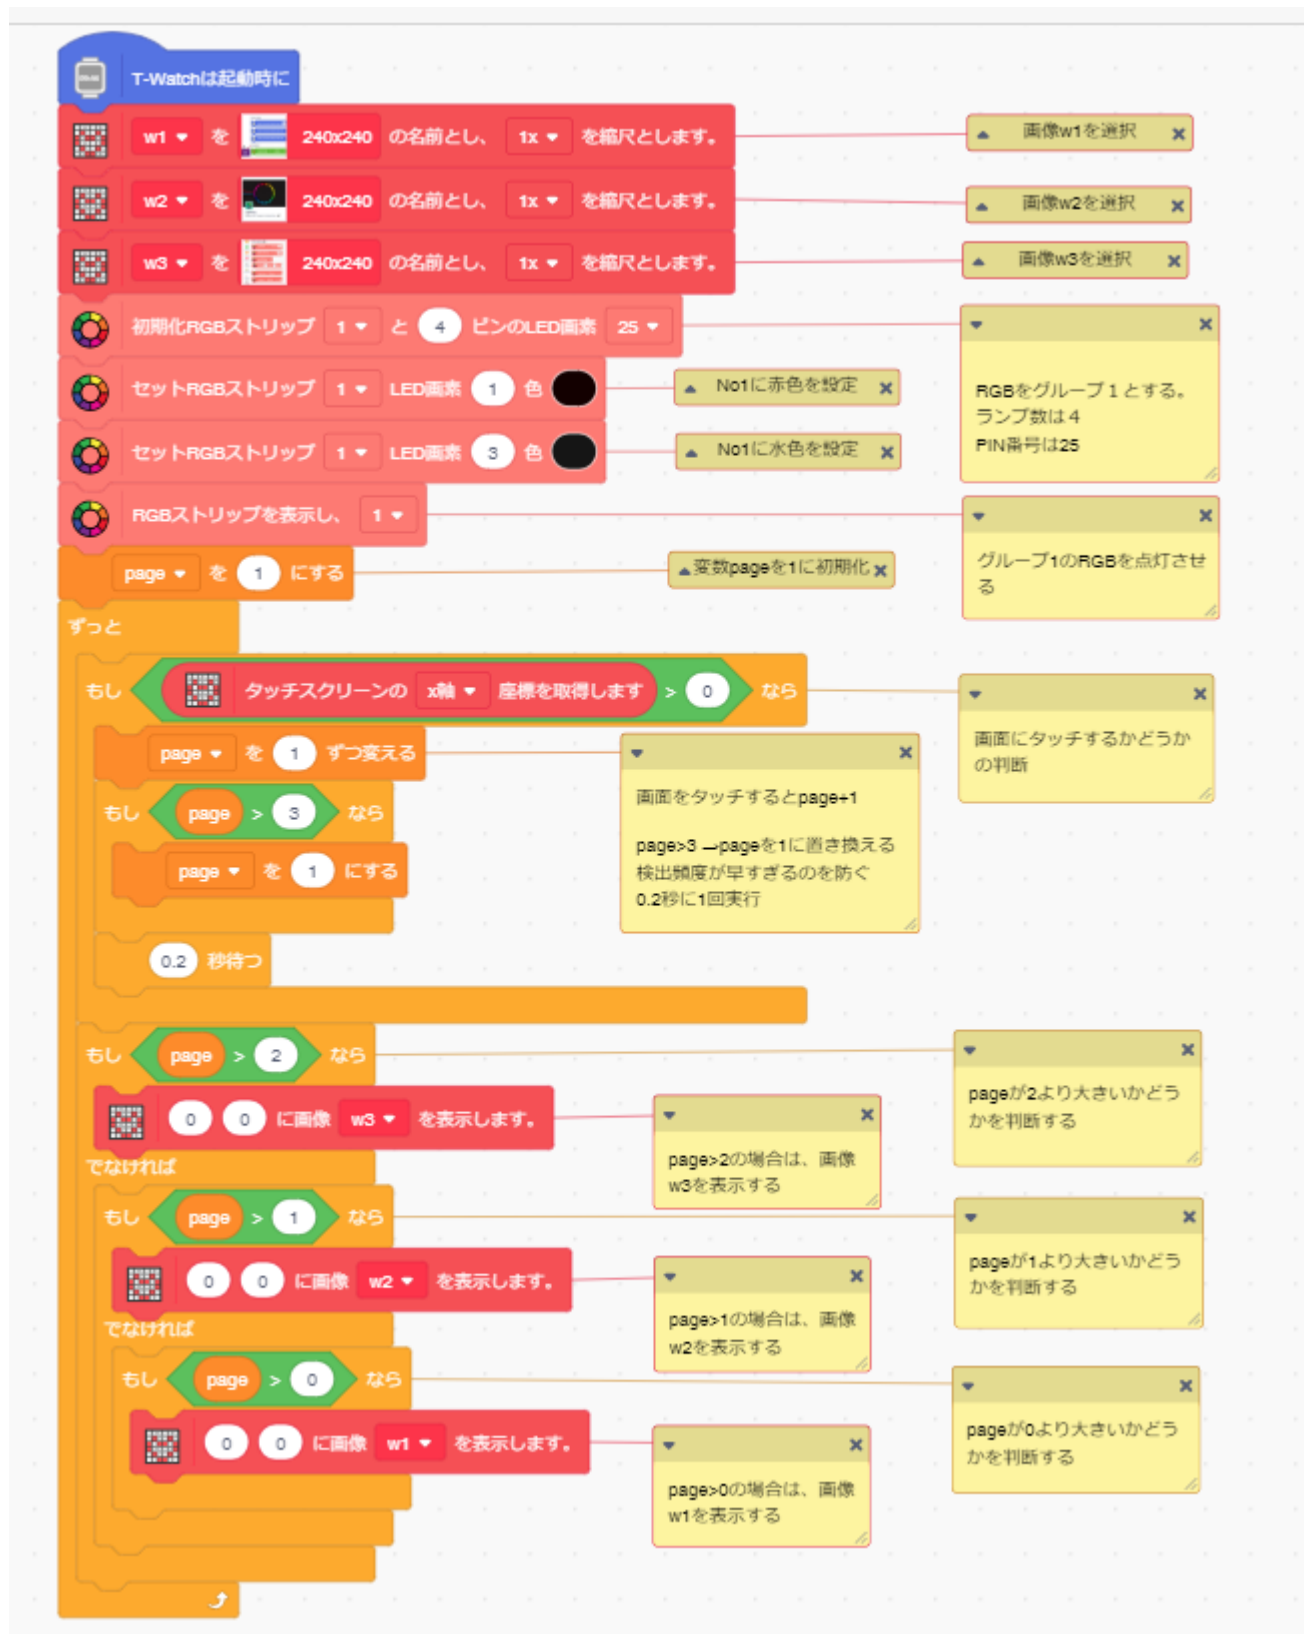 T-Watchは起動時に
w1 を 240x240 の名前とし、 1x を縮尺とします。
画像w1を選択
w2 を 240x240 の名前とし、 1x を縮尺とします。
画像w2を選択
w3 を 240x240 の名前とし、 1x を縮尺とします。
画像w3を選択
初期化RGBストリップ 1 と 4 ピンのLED画素 25
RGBをグループ１とする。
ランプ数は４
PIN番号は25
セットRGBストリップ 1 LED画素 1 色
No1に赤色を設定
セットRGBストリップ 1 LED画素 3 色
No1に水色を設定
RGBストリップを表示し、 1
グループ1のRGBを点灯させ
る
page を 1 にする
変数pageを1に初期化
ずっと
もし タッチスクリーンの x軸 座標を取得します > 0 なら
画面にタッチするかどうか
の判断
page を 1 ずつ変える
画面をタッチするとpage+1
page>3 →pageを1に置き換える
検出頻度が早すぎるのを防ぐ
0.2秒に1回実行
もし page > 3 なら
page を 1 にする
0.2 秒待つ
もし page > 2 なら
pageが2より大きいかどう
かを判断する
0 0 に画像 w3 を表示します。
page>2の場合は、画像
w3を表示する
でなければ
もし page > 1 なら
pageが1より大きいかどう
かを判断する
0 0 に画像 w2 を表示します。
page>1の場合は、画像
w2を表示する
でなければ
もし page > 0 なら
pageが0より大きいかどう
かを判断する
0 0 に画像 w1 を表示します。
page>0の場合は、画像
w1を表示する